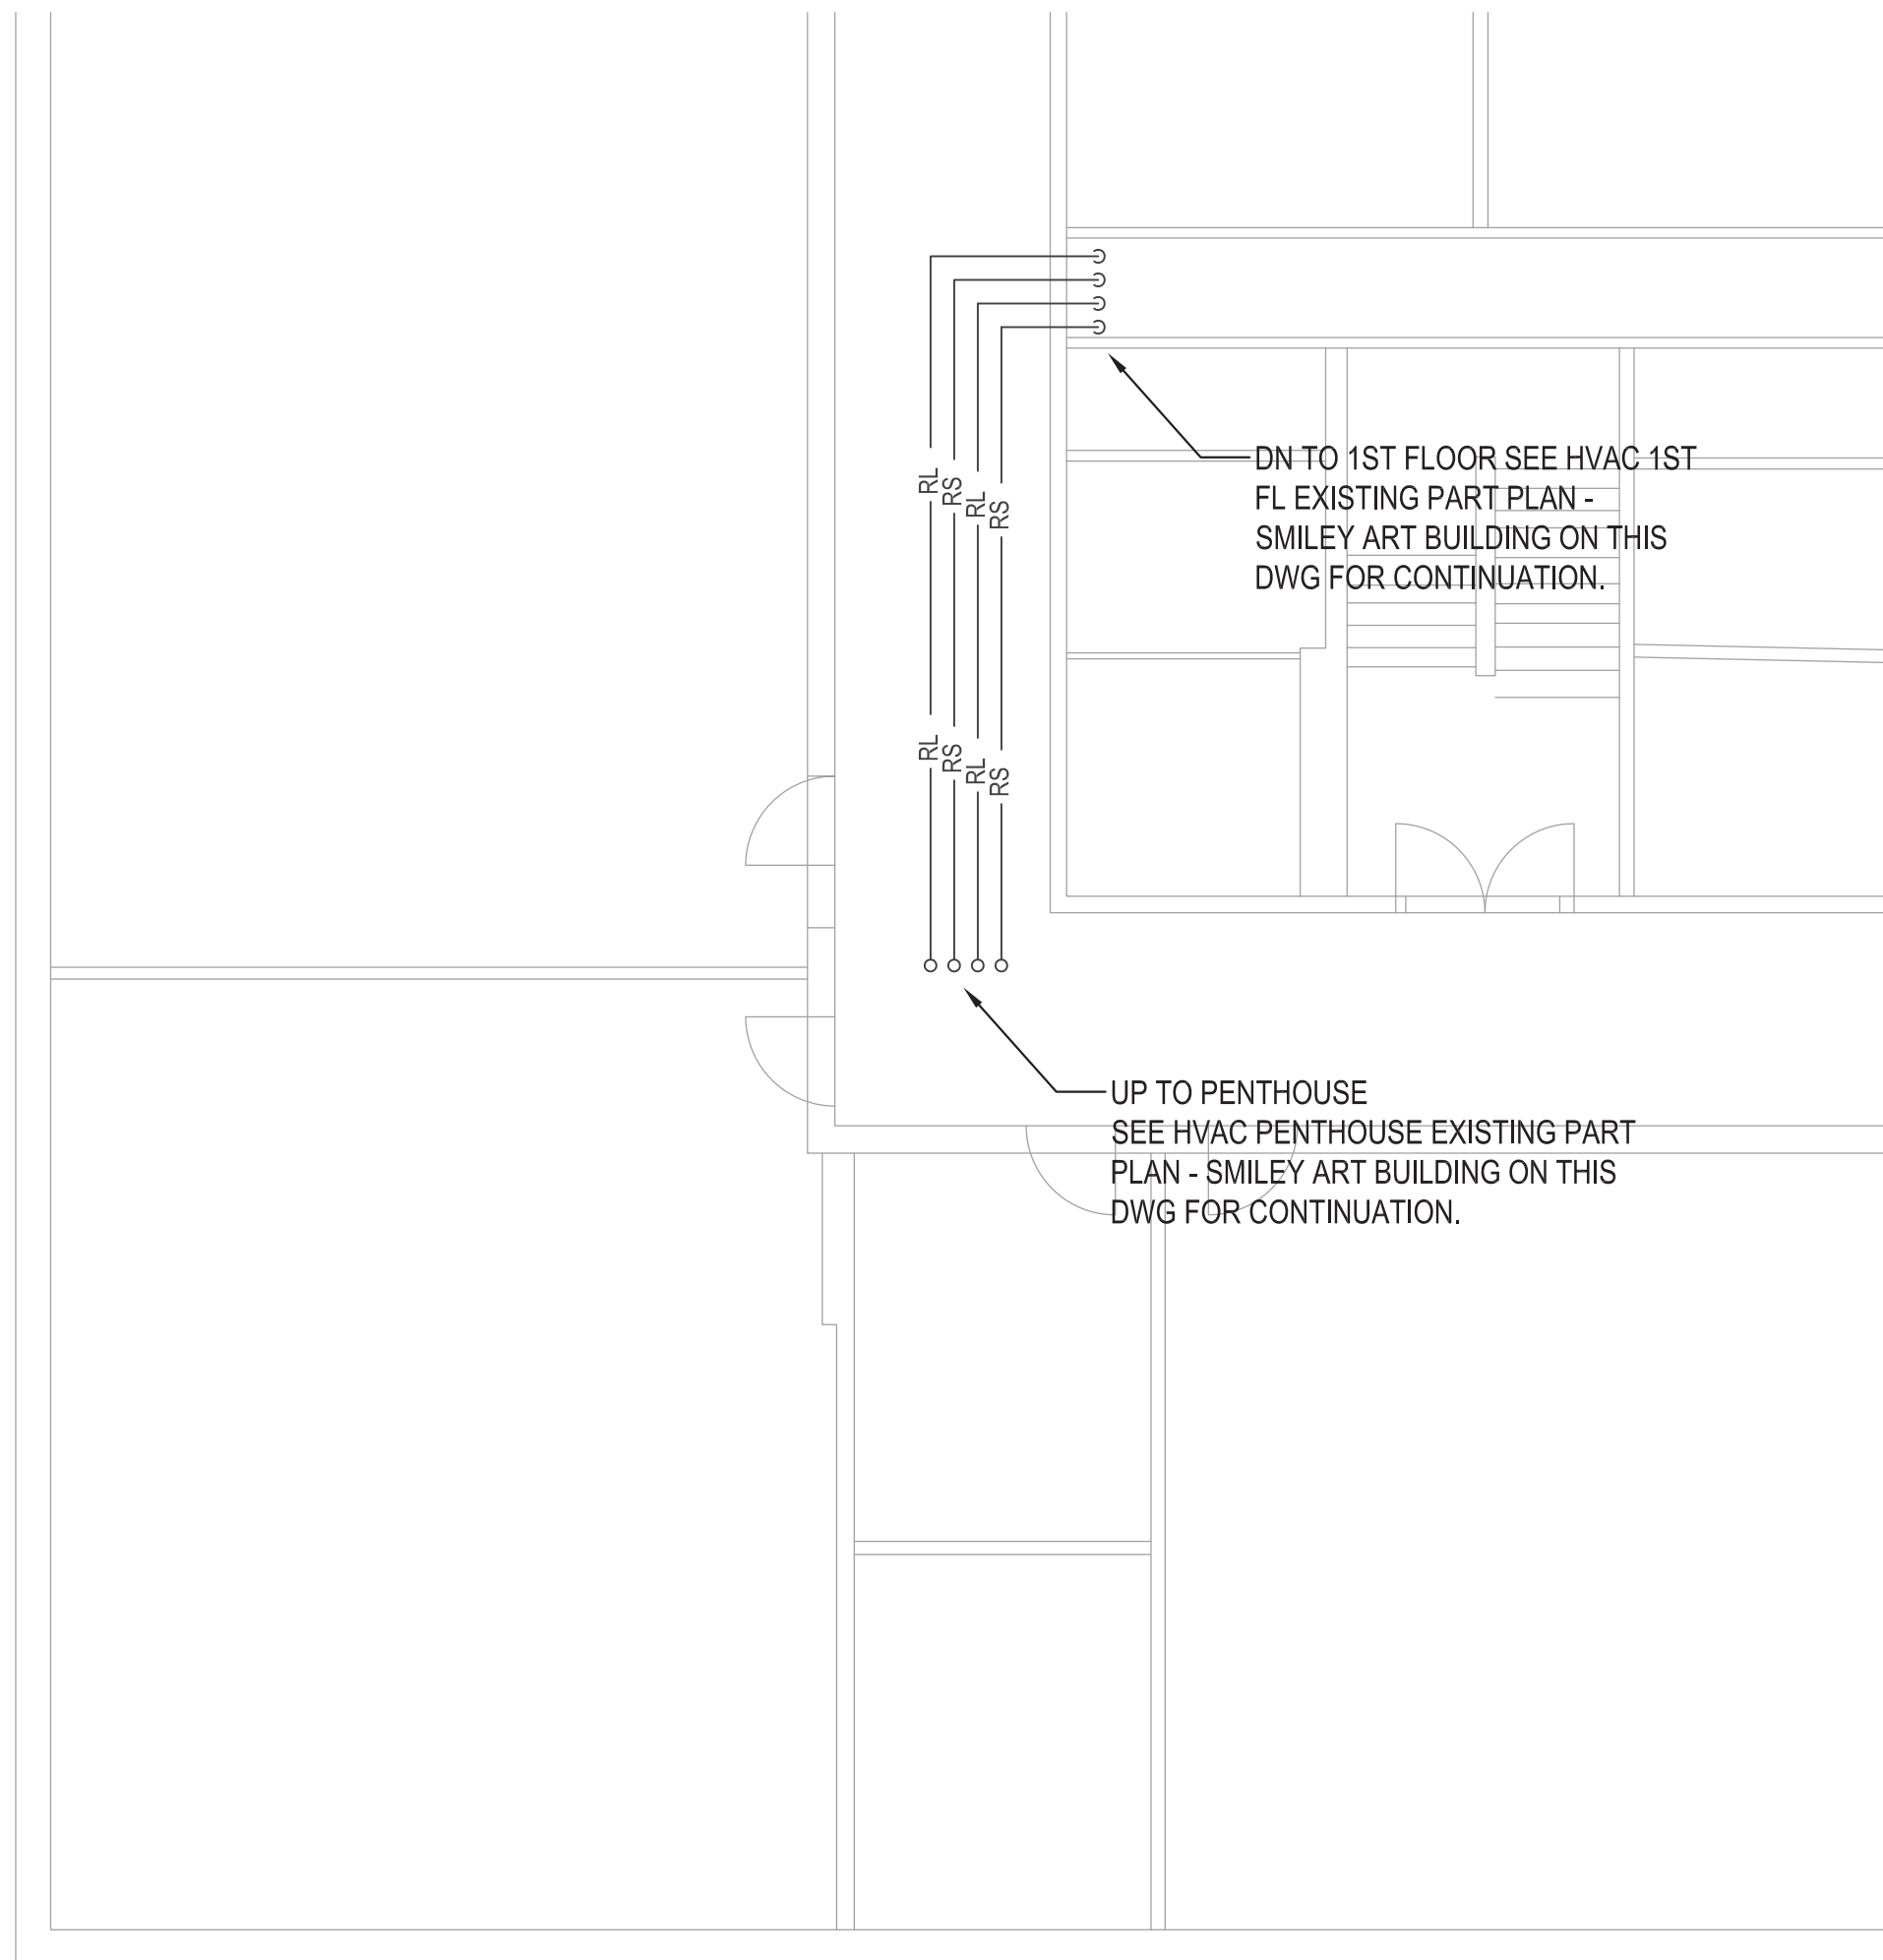 DN TO 1ST FLOOR SEE HVAC 1ST
FL EXISTING PART PLAN -
SMILEY ART BUILDING ON THIS
DWG FOR CONTINUATION.
RL
RS
RL
RS
RL
RS
RL
RS
UP TO PENTHOUSE
SEE HVAC PENTHOUSE EXISTING PART
PLAN - SMILEY ART BUILDING ON THIS
DWG FOR CONTINUATION.